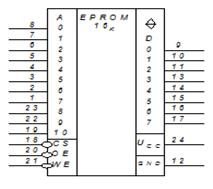 A EPROM
0 16K D
8 0
7 1
6 2 0 9
5 3 1 10
4 4 2 11
3 5 3 13
2 6 4 14
1 7 5 15
23 8 6 16
22 9 7 17
19 10
18 CS UCC 24
20 OE
21 WE GND 12